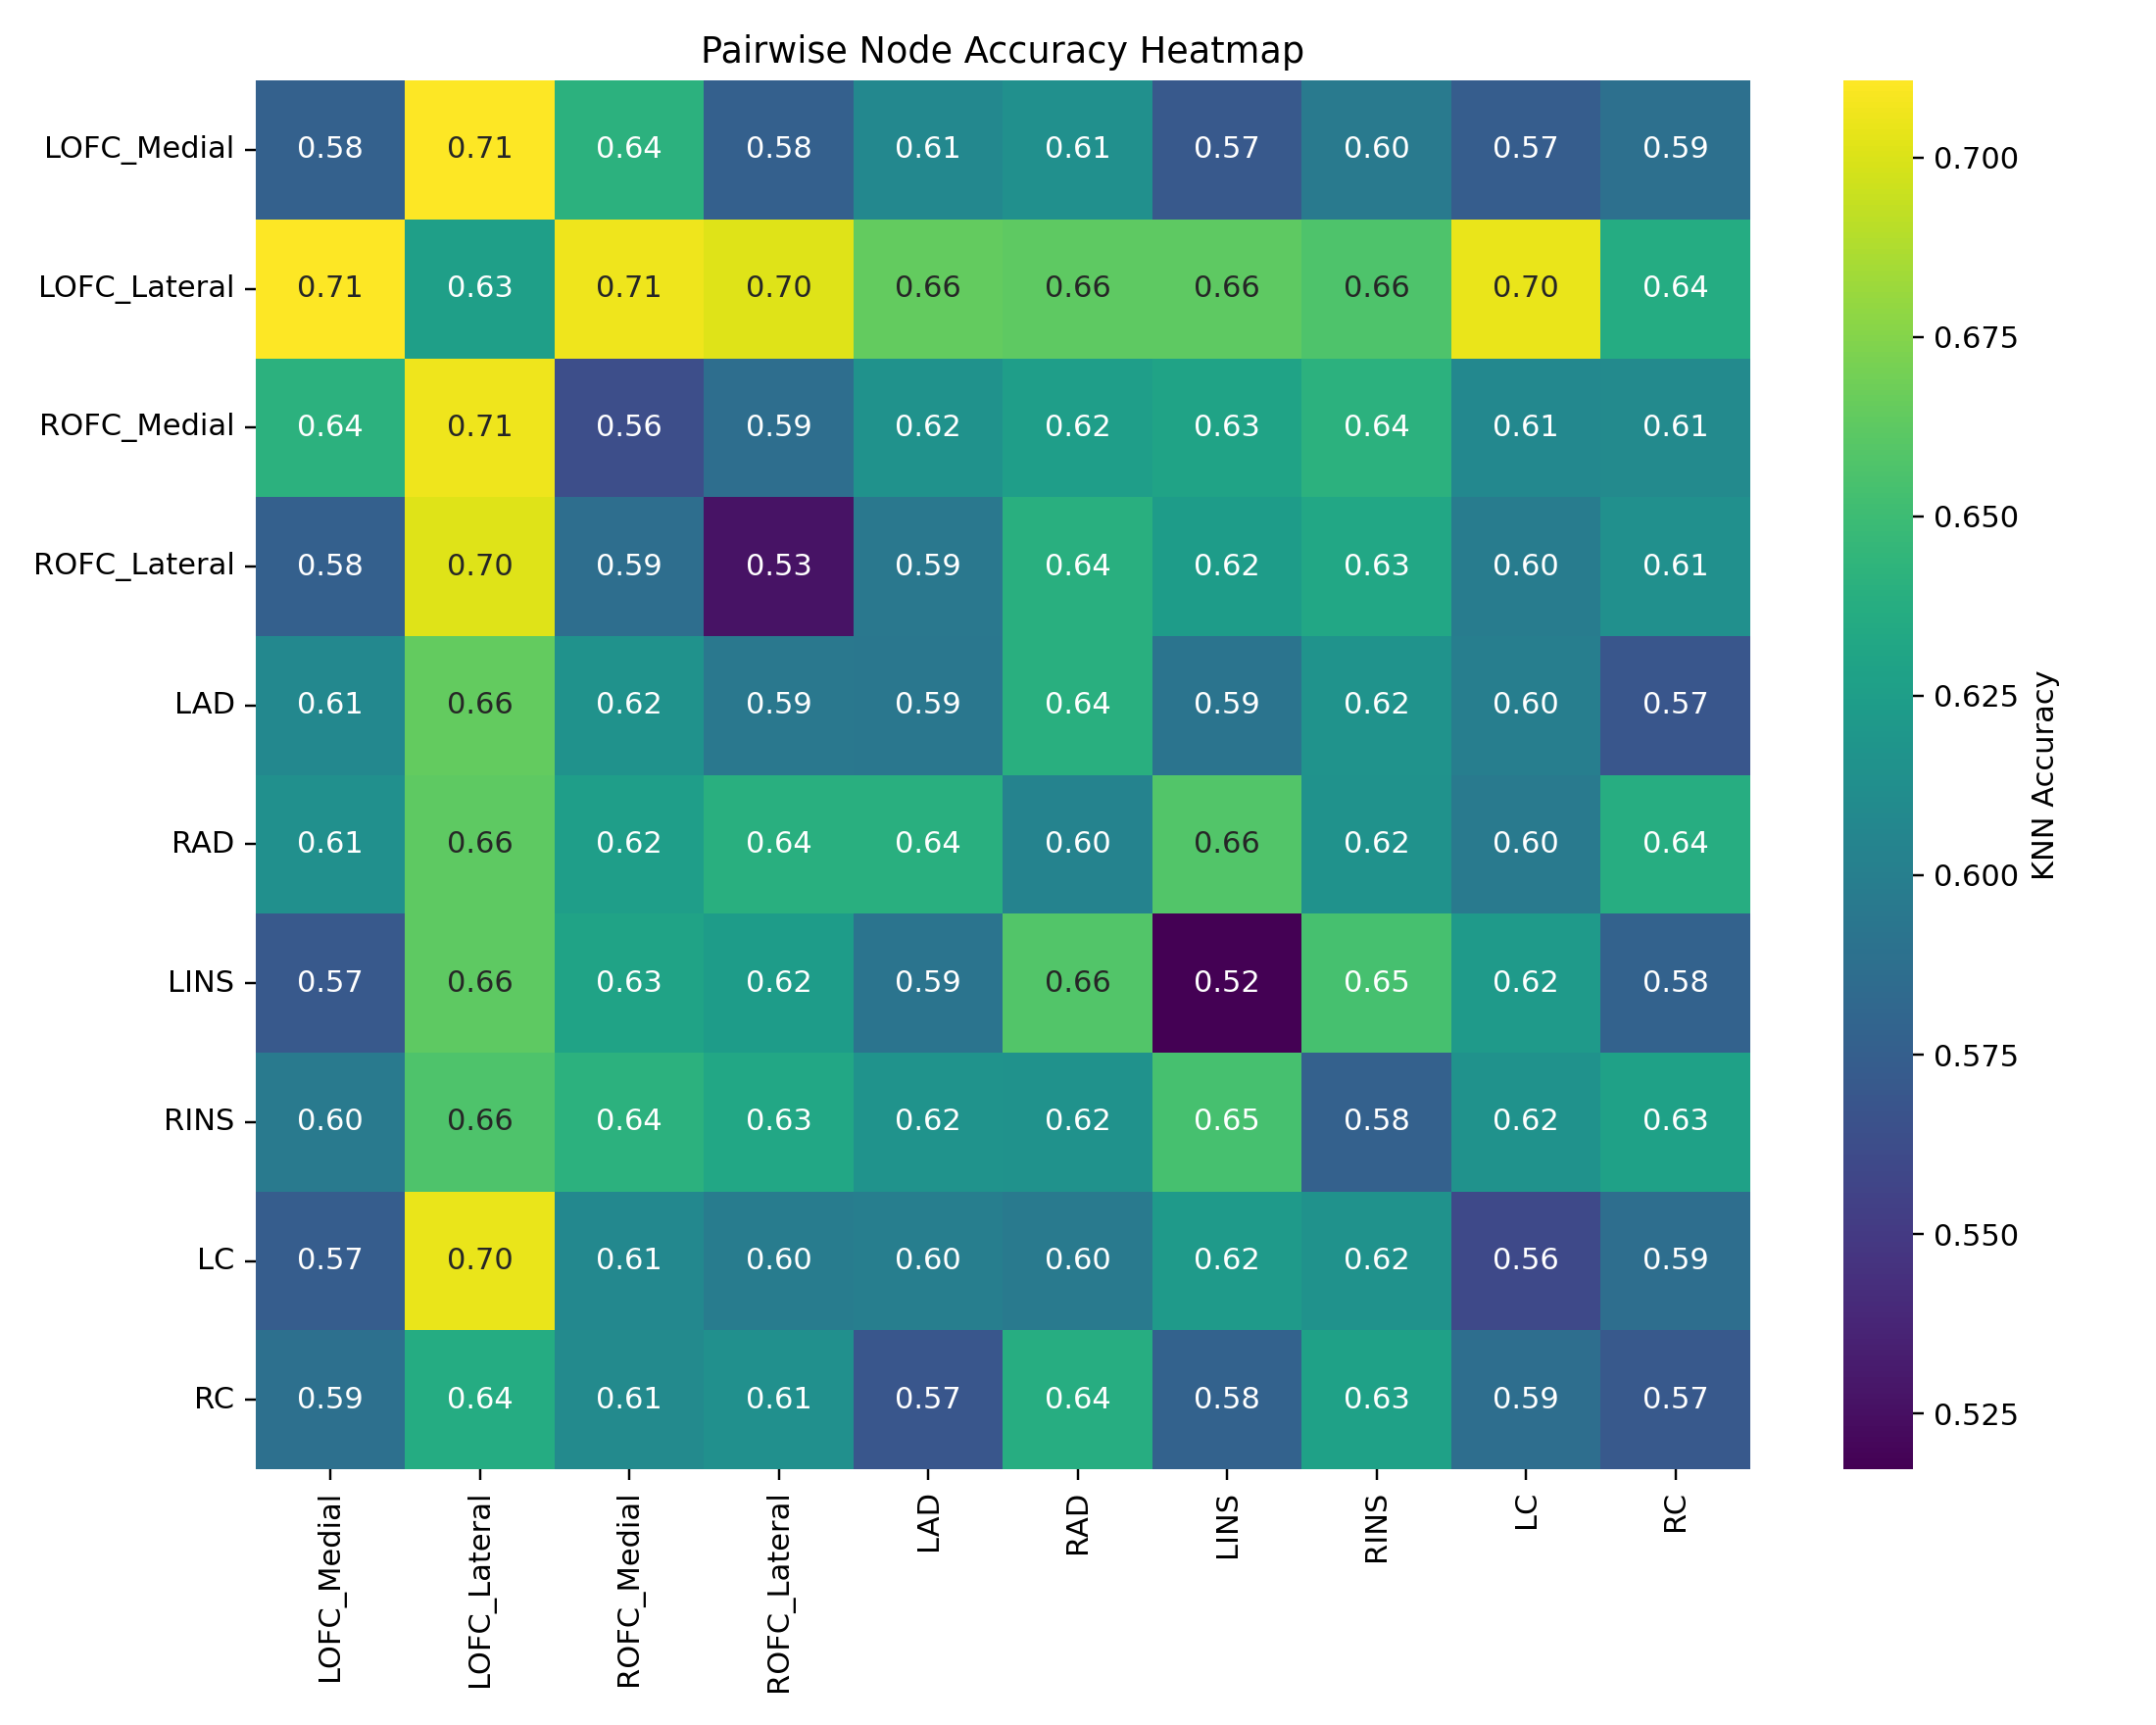 Pairwise Node Accuracy Heatmap
LOFC_Medial 0.58 0.71 0.64 0.58 0.61 0.61 0.57 0.60 0.57 0.59
LOFC_Lateral 0.71 0.63 0.71 0.70 0.66 0.66 0.66 0.66 0.70 0.64
ROFC_Medial 0.64 0.71 0.56 0.59 0.62 0.62 0.63 0.64 0.61 0.61
ROFC_Lateral 0.58 0.70 0.59 0.53 0.59 0.64 0.62 0.63 0.60 0.61
LAD 0.61 0.66 0.62 0.59 0.59 0.64 0.59 0.62 0.60 0.57
RAD 0.61 0.66 0.62 0.64 0.64 0.60 0.66 0.62 0.60 0.64
LINS 0.57 0.66 0.63 0.62 0.59 0.66 0.52 0.65 0.62 0.58
RINS 0.60 0.66 0.64 0.63 0.62 0.62 0.65 0.58 0.62 0.63
LC 0.57 0.70 0.61 0.60 0.60 0.60 0.62 0.62 0.56 0.59
RC 0.59 0.64 0.61 0.61 0.57 0.64 0.58 0.63 0.59 0.57
LOFC_Medial LOFC_Lateral ROFC_Medial ROFC_Lateral LAD RAD LINS RINS LC RC
0.700
0.675
0.650
0.625
0.600
0.575
0.550
0.525
KNN Accuracy